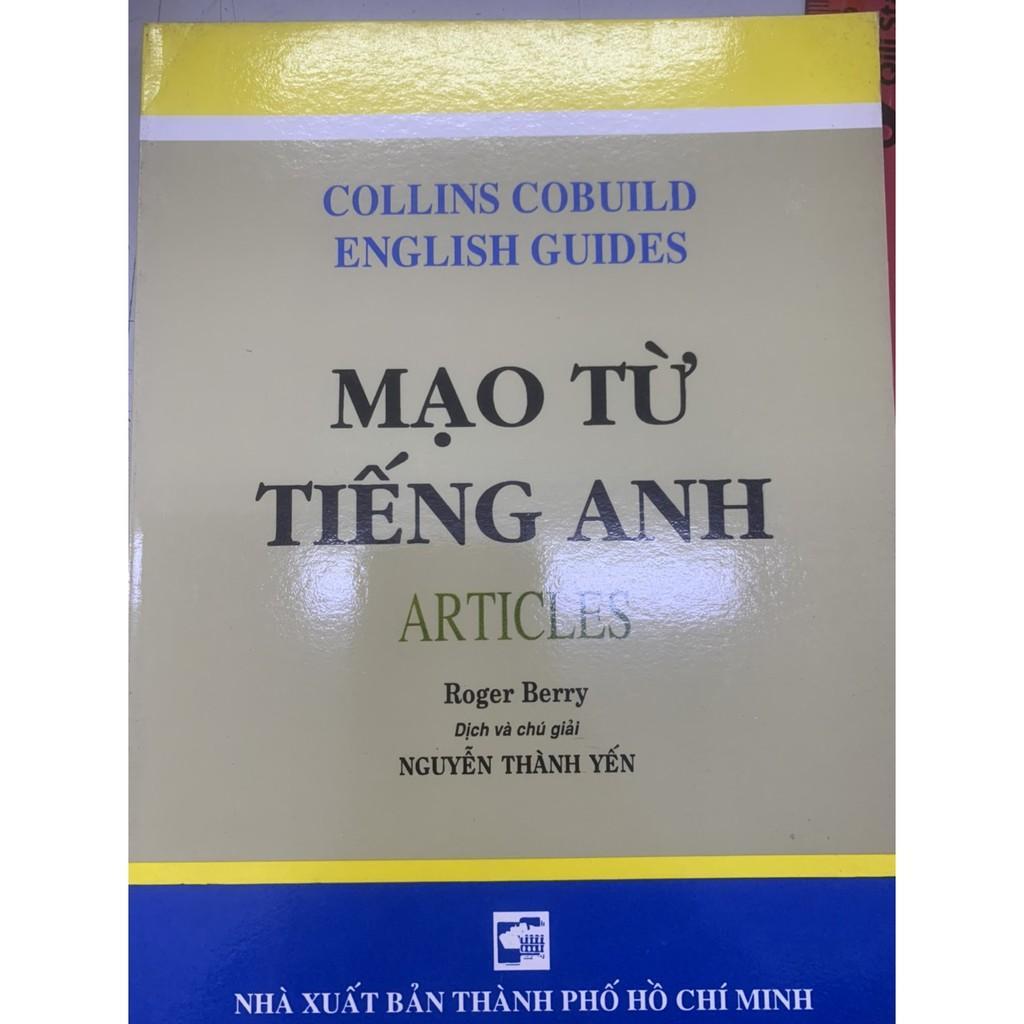 COLLINS COBUILD
ENGLISH GUIDES
MẠO TỪ
TIẾNG ANH
ARTICLES
Roger Berry
Dịch và chú giải
NGUYỄN THÀNH YẾN
NHÀ XUẤT BẢN THÀNH PHỐ HỒ CHÍ MINH